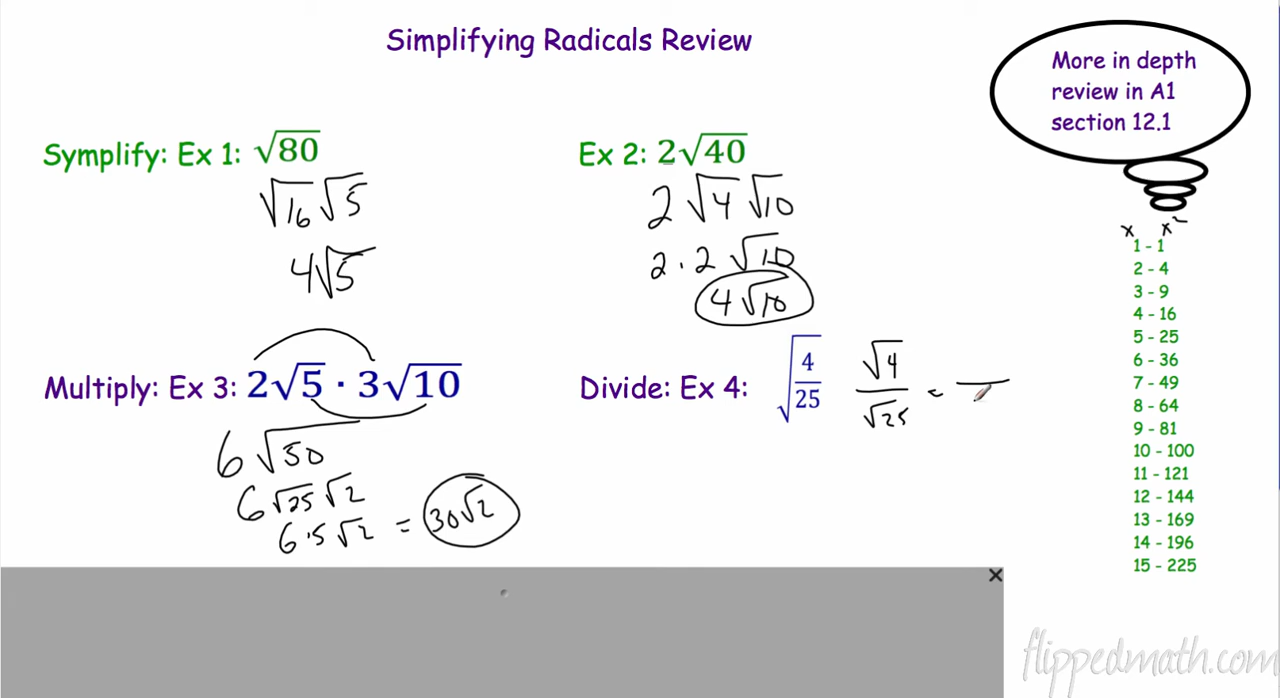 Simplifying Radicals Review
More in depth
review in A1
section 12.1
Symplify: Ex 1: √80
√16 √5
4√5
Ex 2: 2√40
2 √4 √10
2 · 2 √10
4 √10
Multiply: Ex 3: 2√5 · 3√10
6 √50
6 √25 √2
6·5 √2 = 30√2
Divide: Ex 4: √4/25 √4/√25 =
x x²
1 - 1
2 - 4
3 - 9
4 - 16
5 - 25
6 - 36
7 - 49
8 - 64
9 - 81
10 - 100
11 - 121
12 - 144
13 - 169
14 - 196
15 - 225
flippedmath.com